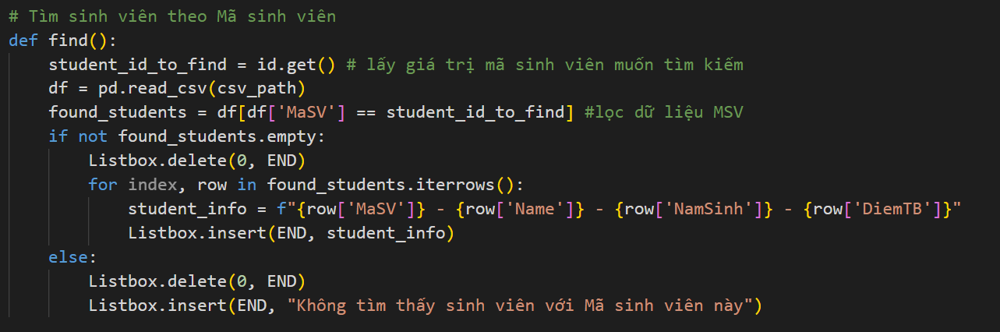 # Tìm sinh viên theo Mã sinh viên
def find():
    student_id_to_find = id.get() # lấy giá trị mã sinh viên muốn tìm kiếm
    df = pd.read_csv(csv_path)
    found_students = df[df['MaSV'] == student_id_to_find] #lọc dữ liệu MSV
    if not found_students.empty:
        Listbox.delete(0, END)
        for index, row in found_students.iterrows():
            student_info = f"{row['MaSV']} - {row['Name']} - {row['NamSinh']} - {row['DiemTB']}"
            Listbox.insert(END, student_info)
    else:
        Listbox.delete(0, END)
        Listbox.insert(END, "Không tìm thấy sinh viên với Mã sinh viên này")